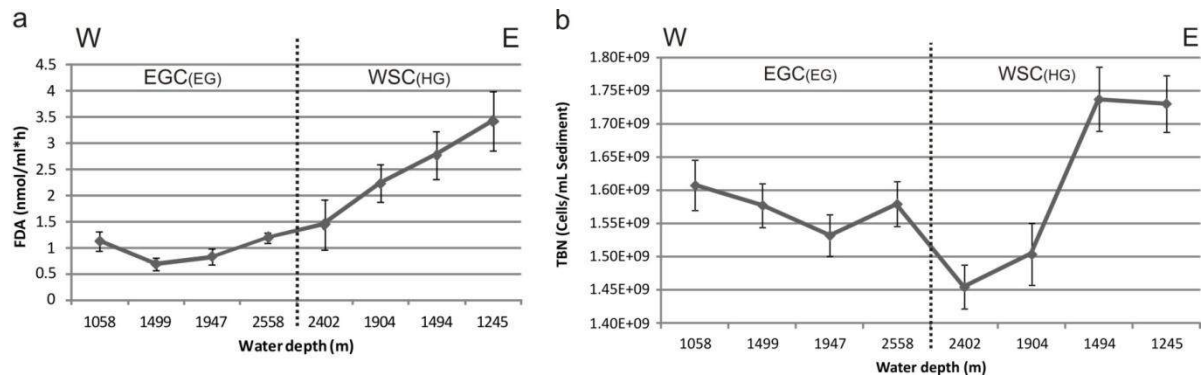 a
W
E
EGC(EG)
WSC(HG)
FDA (nmol/ml*h)
4.5
4
3.5
3
2.5
2
1.5
1
0.5
0
1058 1499 1947 2558 2402 1904 1494 1245
Water depth (m)
b
W
E
EGC(EG)
WSC(HG)
TBN (Cells/mL Sediment)
1.80E+09
1.75E+09
1.70E+09
1.65E+09
1.60E+09
1.55E+09
1.50E+09
1.45E+09
1.40E+09
1058 1499 1947 2558 2402 1904 1494 1245
Water depth (m)